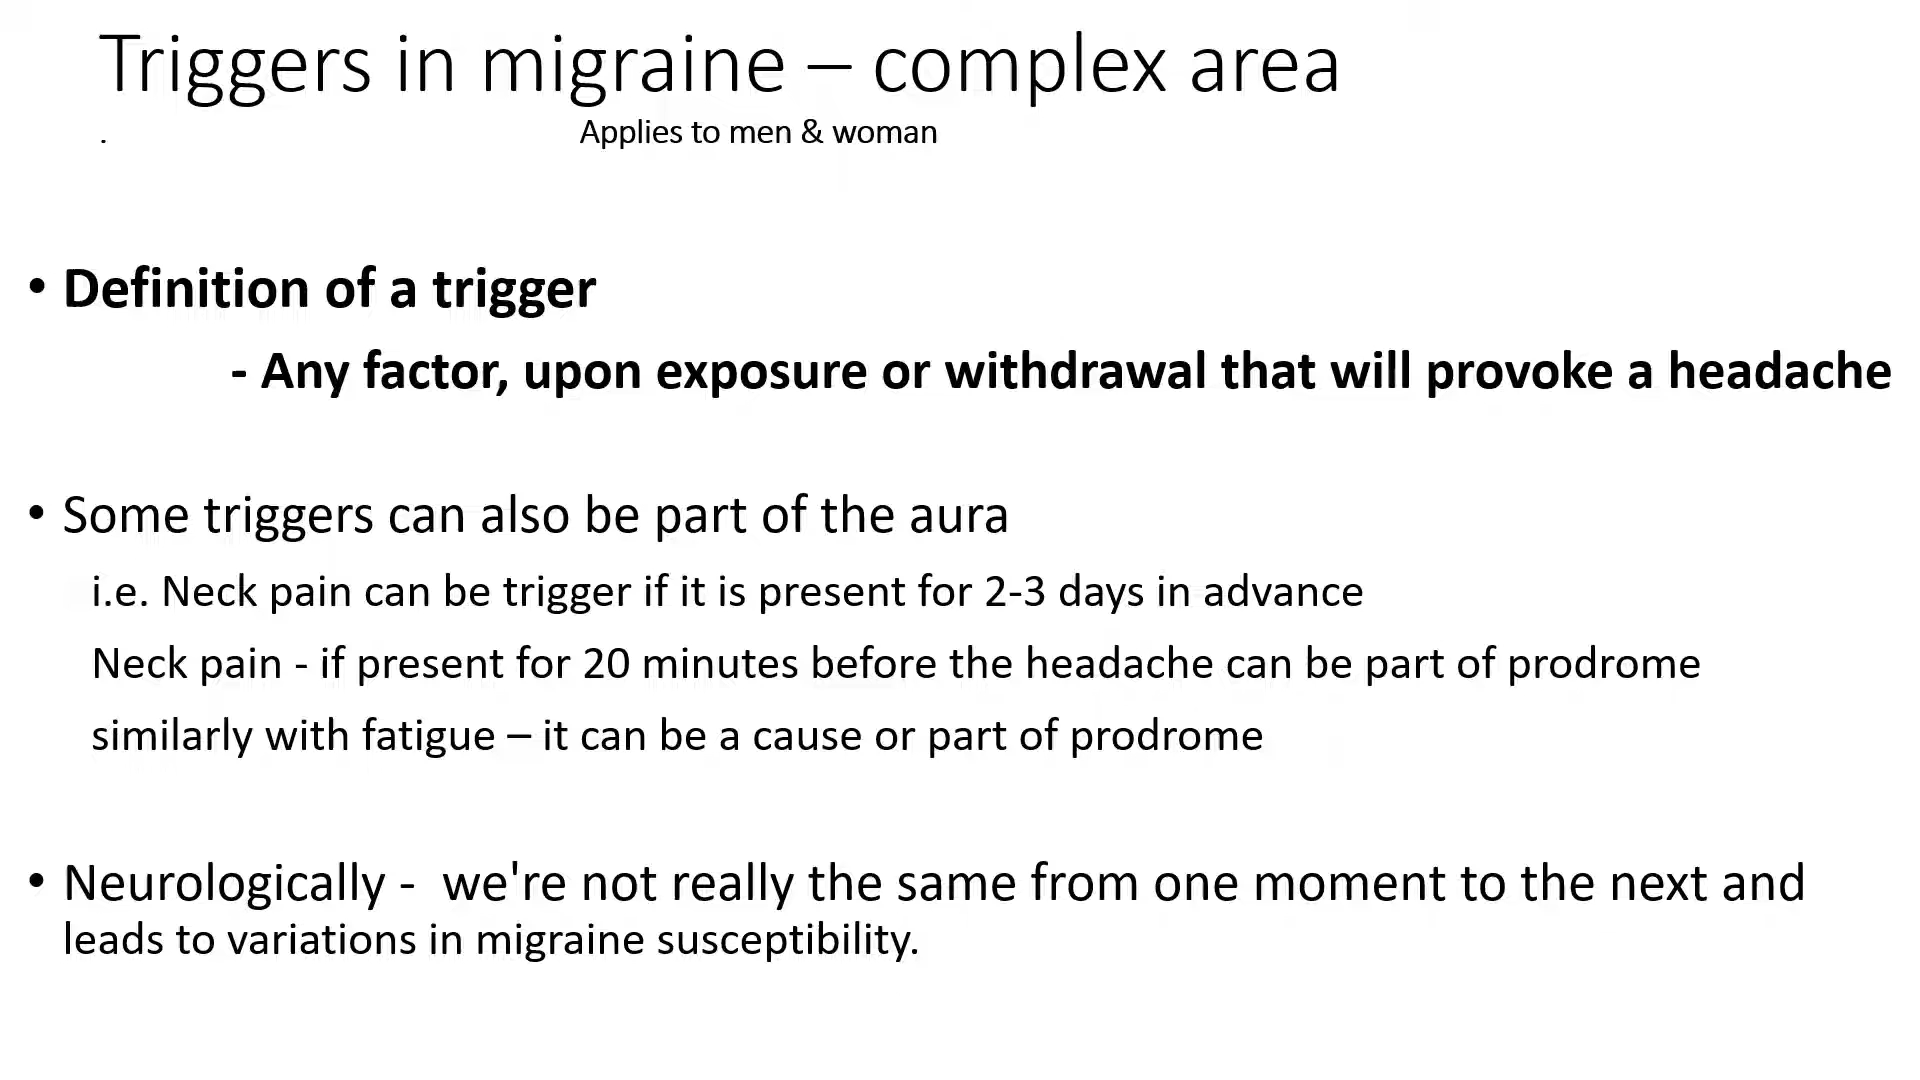 Triggers in migraine – complex area
. Applies to men & woman
• Definition of a trigger
- Any factor, upon exposure or withdrawal that will provoke a headache
• Some triggers can also be part of the aura
i.e. Neck pain can be trigger if it is present for 2-3 days in advance
Neck pain - if present for 20 minutes before the headache can be part of prodrome
similarly with fatigue – it can be a cause or part of prodrome
• Neurologically -  we're not really the same from one moment to the next and
leads to variations in migraine susceptibility.